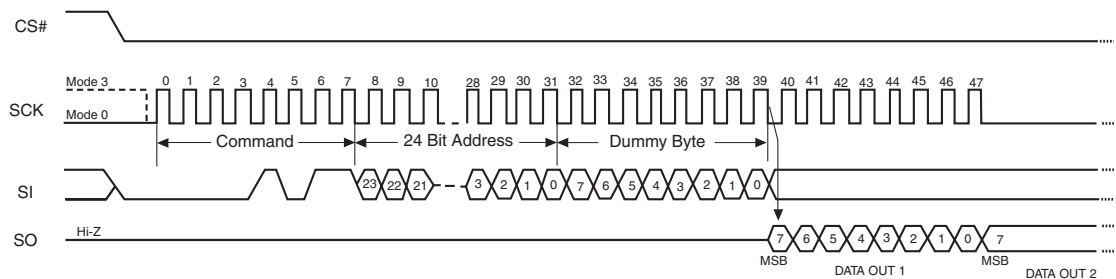 CS#
Mode 3 0 1 2 3 4 5 6 7 8 9 10 28 29 30 31 32 33 34 35 36 37 38 39 40 41 42 43 44 45 46 47
SCK
Mode 0
Command 24 Bit Address Dummy Byte
SI 23 22 21 3 2 1 0 7 6 5 4 3 2 1 0
SO Hi-Z 7 6 5 4 3 2 1 0 7
MSB DATA OUT 1 MSB DATA OUT 2